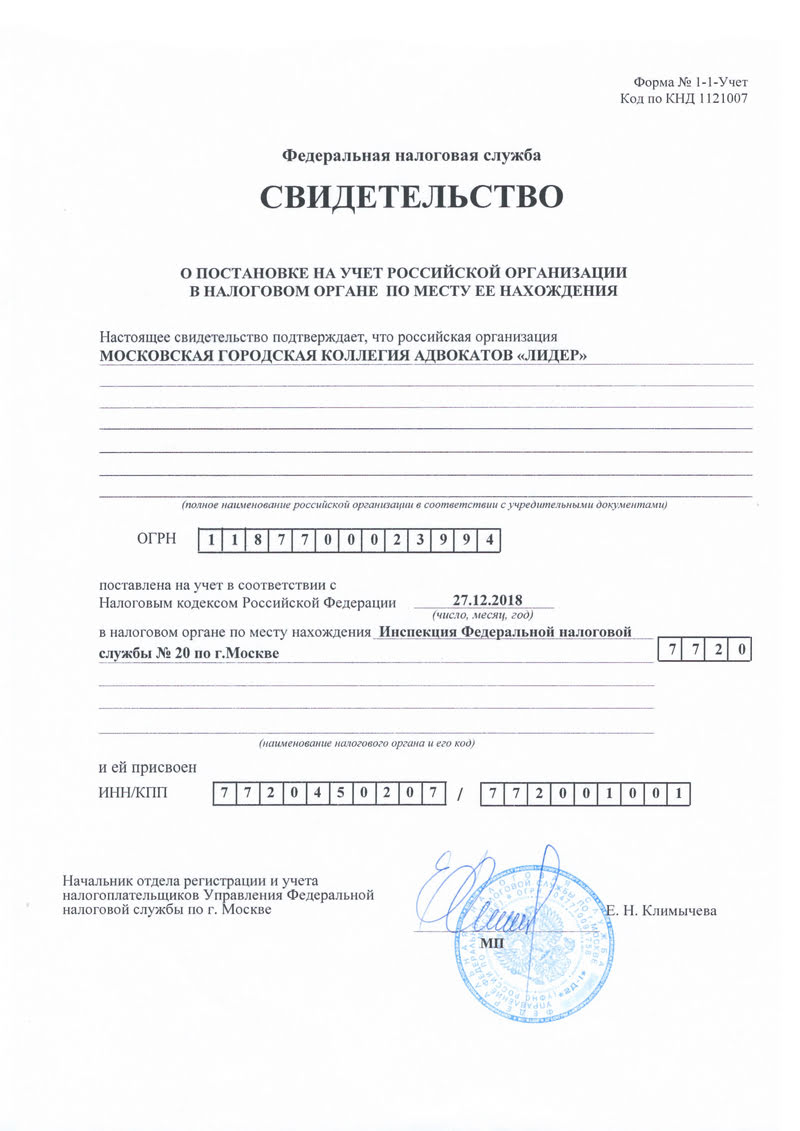 Форма № 1-1-Учет
Код по КНД 1121007
Федеральная налоговая служба
СВИДЕТЕЛЬСТВО
О ПОСТАНОВКЕ НА УЧЕТ РОССИЙСКОЙ ОРГАНИЗАЦИИ
В НАЛОГОВОМ ОРГАНЕ ПО МЕСТУ ЕЕ НАХОЖДЕНИЯ
Настоящее свидетельство подтверждает, что российская организация
МОСКОВСКАЯ ГОРОДСКАЯ КОЛЛЕГИЯ АДВОКАТОВ «ЛИДЕР»
(полное наименование российской организации в соответствии с учредительными документами)
ОГРН 1 1 8 7 7 0 0 0 2 3 9 9 4
поставлена на учет в соответствии с
Налоговым кодексом Российской Федерации 27.12.2018
(число, месяц, год)
в налоговом органе по месту нахождения Инспекция Федеральной налоговой
службы № 20 по г.Москве 7 7 2 0
(наименование налогового органа и его код)
и ей присвоен
ИНН/КПП 7 7 2 0 4 5 0 2 0 7 / 7 7 2 0 0 1 0 0 1
Начальник отдела регистрации и учета
налогоплательщиков Управления Федеральной
налоговой службы по г. Москве
Е. Н. Климычева
МП